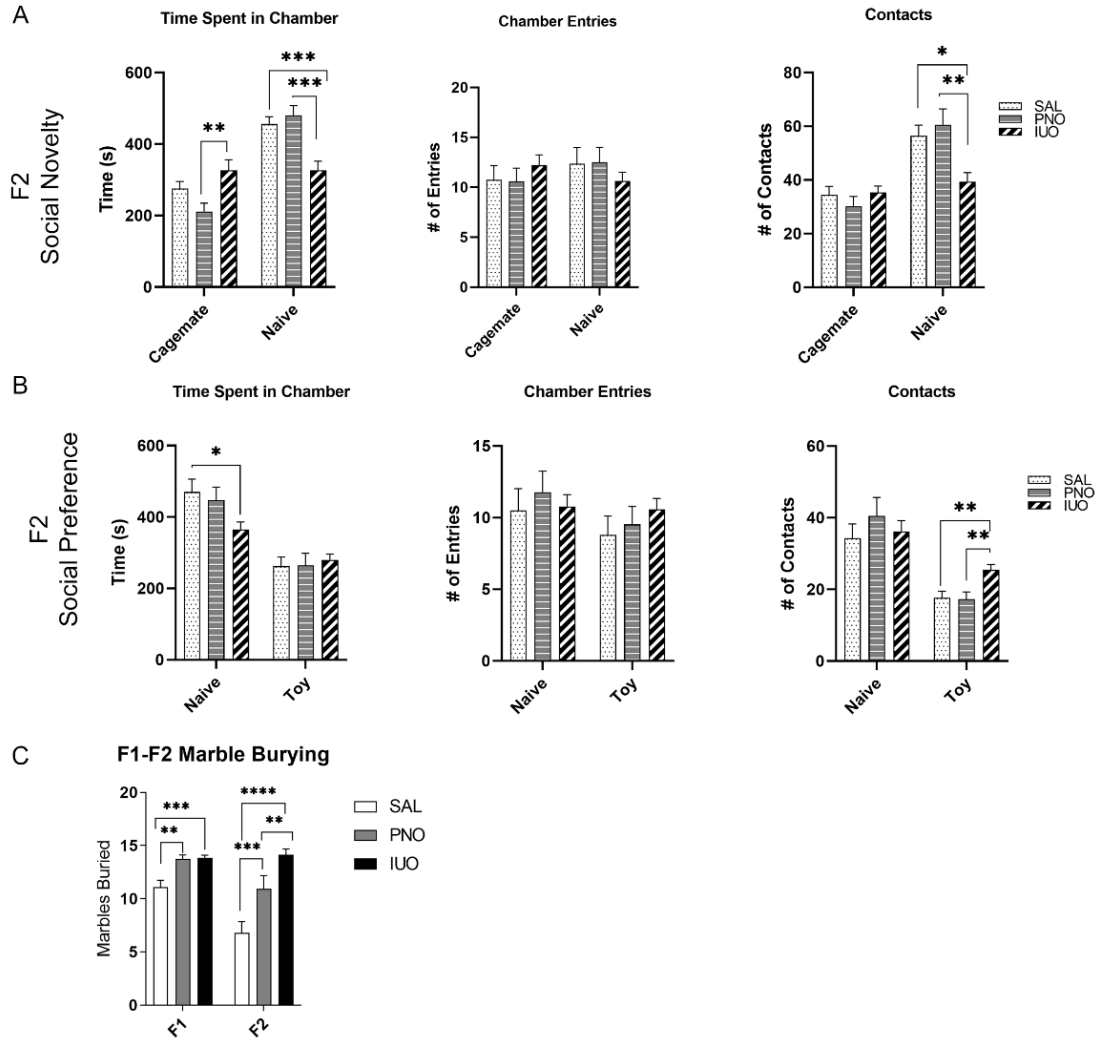 A
Time Spent in Chamber
Chamber Entries
Contacts
F2
Social Novelty
Time (s)
600
400
200
0
***
***
**
Cagemate
Naive
# of Entries
20
15
10
5
0
Cagemate
Naive
# of Contacts
80
60
40
20
0
*
**
Cagemate
Naive
SAL
PNO
IUO
B
Time Spent in Chamber
Chamber Entries
Contacts
F2
Social Preference
Time (s)
600
400
200
0
*
Naive
Toy
# of Entries
15
10
5
0
Naive
Toy
# of Contacts
60
40
20
0
**
**
Naive
Toy
SAL
PNO
IUO
C
F1-F2 Marble Burying
Marbles Buried
20
15
10
5
0
***
**
****
**
***
F1
F2
SAL
PNO
IUO